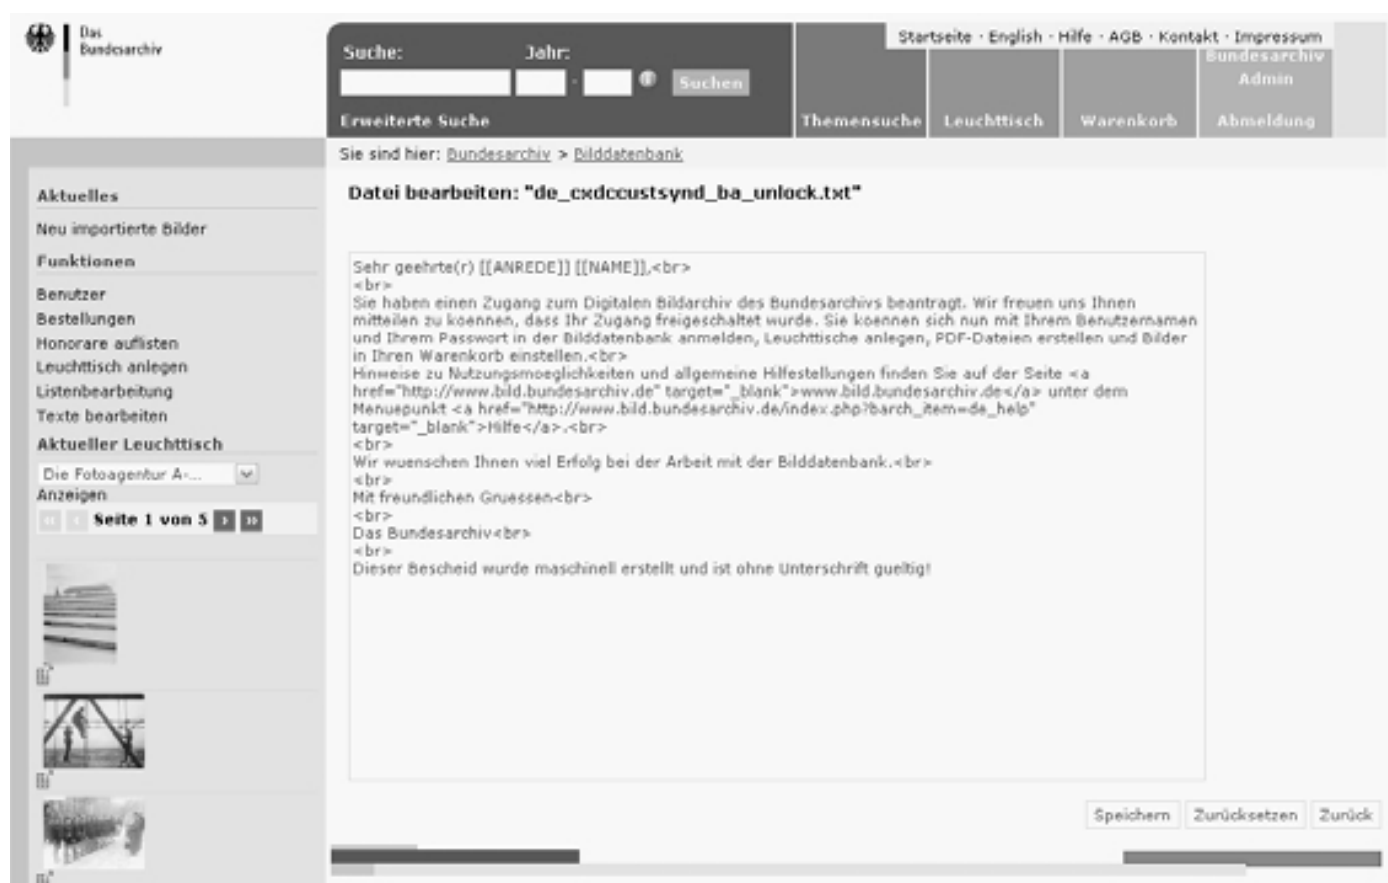 Das
Bundesarchiv
Suche:
Jahr:
-
Suchen
Erweiterte Suche
Startseite · English · Hilfe · AGB · Kontakt · Impressum
Themensuche
Leuchttisch
Warenkorb
Bundesarchiv
Admin
Abmeldung
Sie sind hier: Bundesarchiv > Bilddatenbank
Aktuelles
Neu importierte Bilder
Funktionen
Benutzer
Bestellungen
Honorare auflisten
Leuchttisch anlegen
Listenbearbeitung
Texte bearbeiten
Aktueller Leuchttisch
Die Fotoagentur A-...
Anzeigen
« ‹ Seite 1 von 5 › »
Datei bearbeiten: "de_cxdccustsynd_ba_unlock.txt"
Sehr geehrte(r) [[ANREDE]] [[NAME]],<br>
<br>
Sie haben einen Zugang zum Digitalen Bildarchiv des Bundesarchivs beantragt. Wir freuen uns Ihnen
mitteilen zu koennen, dass Ihr Zugang freigeschaltet wurde. Sie koennen sich nun mit Ihrem Benutzernamen
und Ihrem Passwort in der Bilddatenbank anmelden, Leuchttische anlegen, PDF-Dateien erstellen und Bilder
in Ihren Warenkorb einstellen.<br>
Hinweise zu Nutzungsmoeglichkeiten und allgemeine Hilfestellungen finden Sie auf der Seite <a
href="http://www.bild.bundesarchiv.de" target="_blank">www.bild.bundesarchiv.de</a> unter dem
Menuepunkt <a href="http://www.bild.bundesarchiv.de/index.php?barch_item=de_help"
target="_blank">Hilfe</a>.<br>
<br>
Wir wuenschen Ihnen viel Erfolg bei der Arbeit mit der Bilddatenbank.<br>
<br>
Mit freundlichen Gruessen<br>
<br>
Das Bundesarchiv<br>
<br>
Dieser Bescheid wurde maschinell erstellt und ist ohne Unterschrift gueltig!
Speichern
Zurücksetzen
Zurück